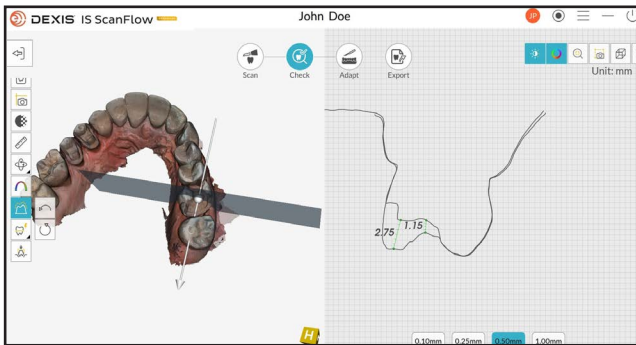 DEXIS IS ScanFlow
John Doe
JP
Scan
Check
Adapt
Export
Unit: mm
2.75
1.15
H
0.10mm
0.25mm
0.50mm
1.00mm